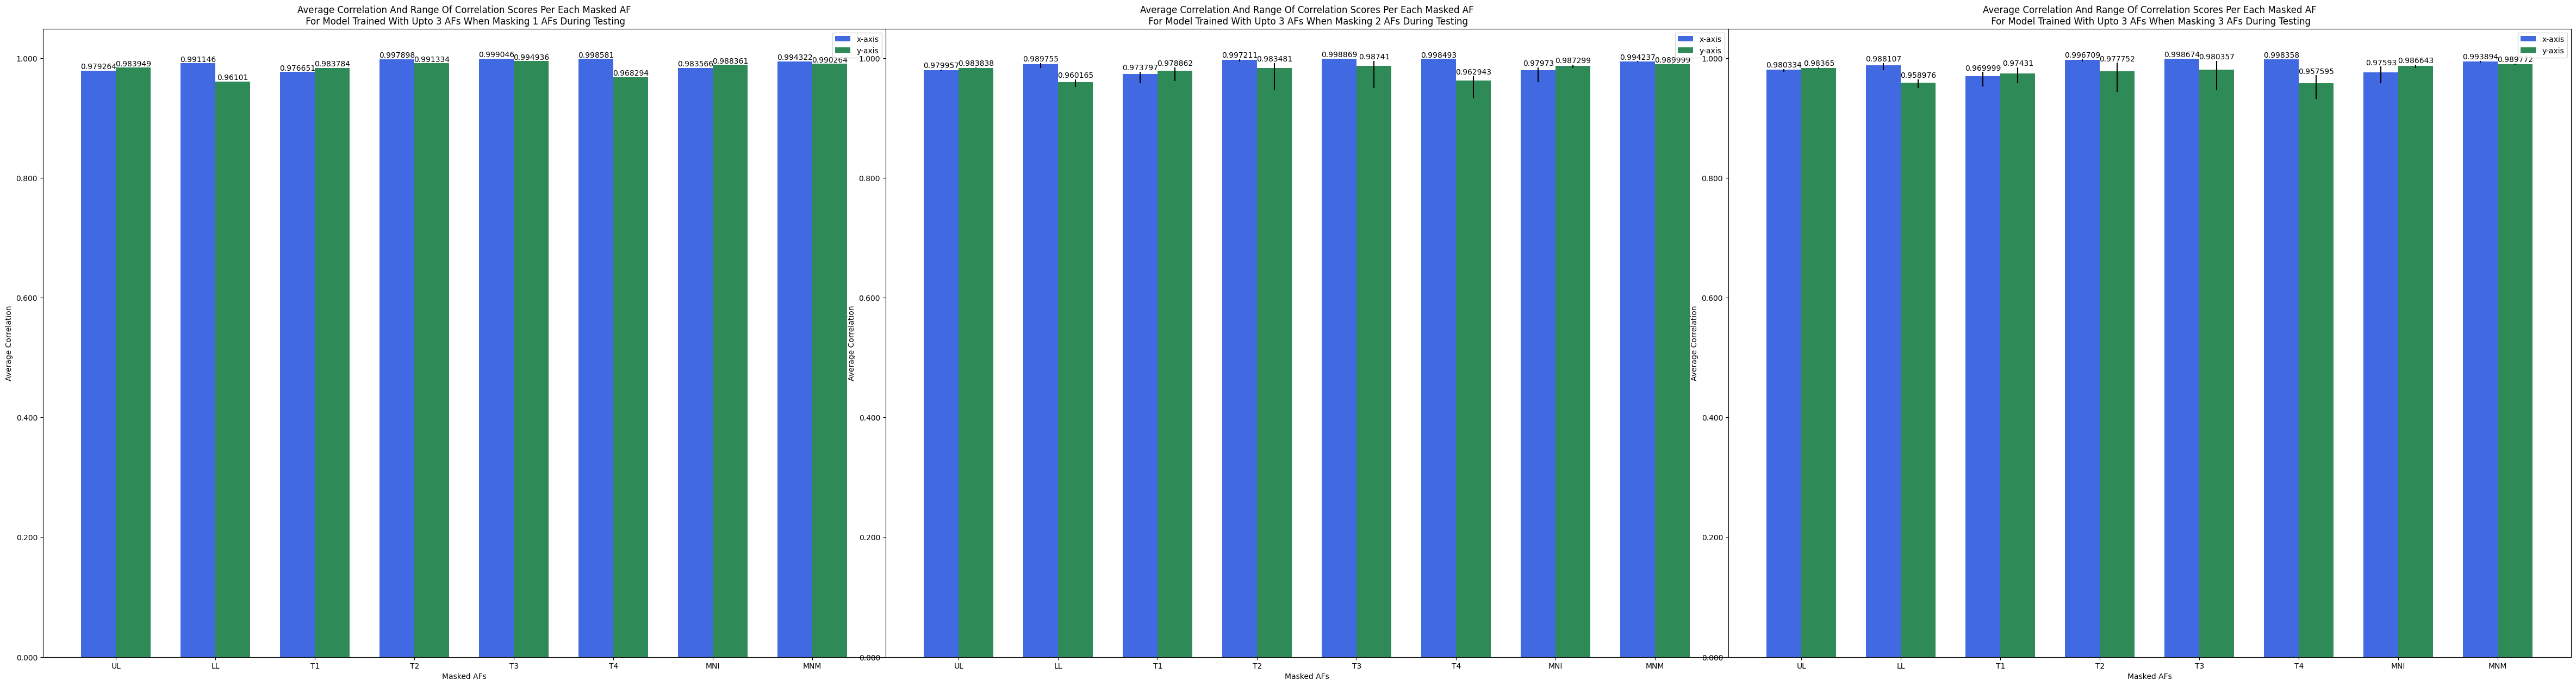 Average Correlation And Range Of Correlation Scores Per Each Masked AF
For Model Trained With Upto 3 AFs When Masking 1 AFs During Testing
x-axis
y-axis
1.000
0.800
0.600
0.400
0.200
0.000
Average Correlation
0.979264
0.983949
0.991146
0.96101
0.976651
0.983784
0.997898
0.991334
0.999046
0.994936
0.998581
0.968294
0.983566
0.988361
0.994322
0.990264
UL
LL
T1
T2
T3
T4
MNI
MNM
Masked AFs
Average Correlation And Range Of Correlation Scores Per Each Masked AF
For Model Trained With Upto 3 AFs When Masking 2 AFs During Testing
x-axis
y-axis
1.000
0.800
0.600
0.400
0.200
0.000
Average Correlation
0.979957
0.983838
0.989755
0.960165
0.973797
0.978862
0.997211
0.983481
0.998869
0.98741
0.998493
0.962943
0.97973
0.987299
0.994237
0.989999
UL
LL
T1
T2
T3
T4
MNI
MNM
Masked AFs
Average Correlation And Range Of Correlation Scores Per Each Masked AF
For Model Trained With Upto 3 AFs When Masking 3 AFs During Testing
x-axis
y-axis
1.000
0.800
0.600
0.400
0.200
0.000
Average Correlation
0.980334
0.98365
0.988107
0.958976
0.969999
0.97431
0.996709
0.977752
0.998674
0.980357
0.998358
0.957595
0.97593
0.986643
0.993894
0.989772
UL
LL
T1
T2
T3
T4
MNI
MNM
Masked AFs